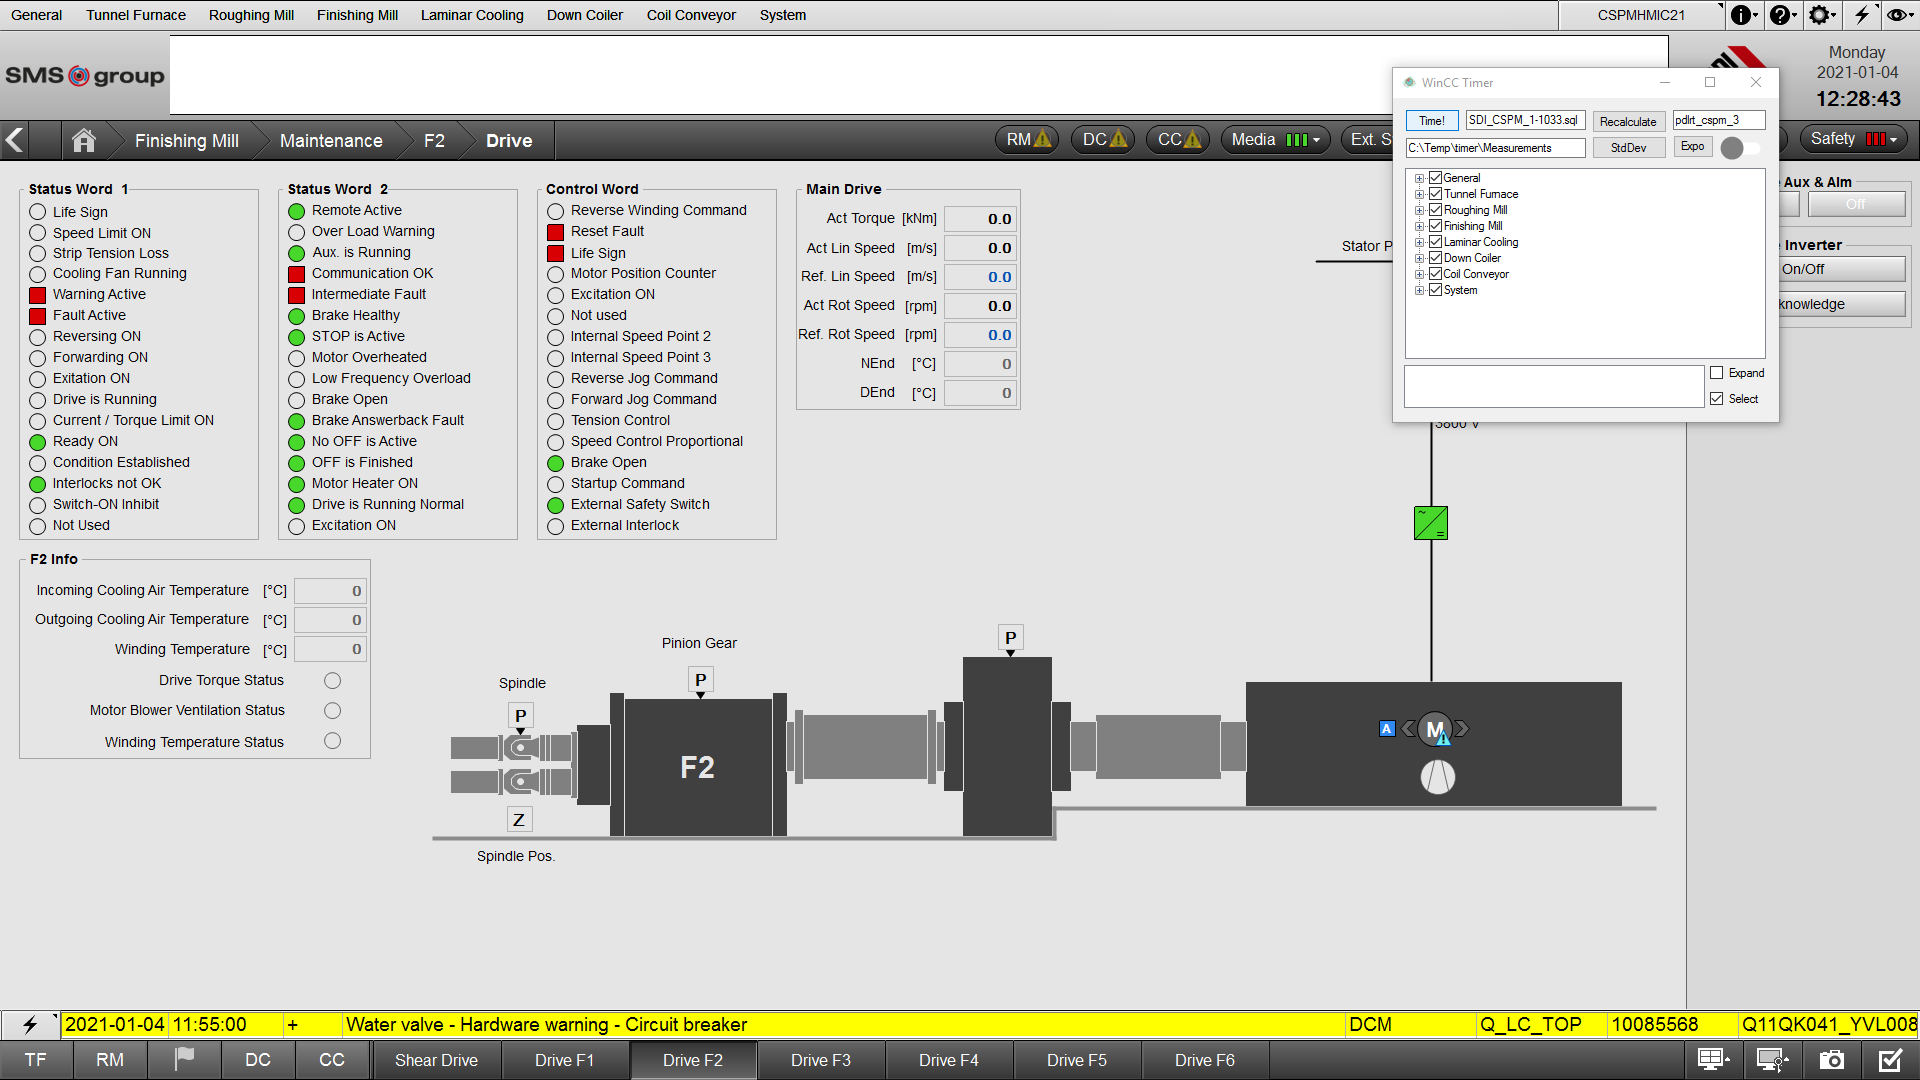 General Tunnel Furnace Roughing Mill Finishing Mill Laminar Cooling Down Coiler Coil Conveyor System CSPMHMIC21
SMS group
Monday
2021-01-04
12:28:43
Finishing Mill Maintenance F2 Drive RM DC CC Media Ext. S Safety
WinCC Timer
Time! SDI_CSPM_1-1033.sql Recalculate pdlrt_cspm_3
C:\Temp\timer\Measurements StdDev Expo
General
Tunnel Furnace
Roughing Mill
Finishing Mill
Laminar Cooling
Down Coiler
Coil Conveyor
System
Expand
Select
Aux & Alm
Off
Inverter
On/Off
knowledge
Status Word 1
Life Sign
Speed Limit ON
Strip Tension Loss
Cooling Fan Running
Warning Active
Fault Active
Reversing ON
Forwarding ON
Exitation ON
Drive is Running
Current / Torque Limit ON
Ready ON
Condition Established
Interlocks not OK
Switch-ON Inhibit
Not Used
Status Word 2
Remote Active
Over Load Warning
Aux. is Running
Communication OK
Intermediate Fault
Brake Healthy
STOP is Active
Motor Overheated
Low Frequency Overload
Brake Open
Brake Answerback Fault
No OFF is Active
OFF is Finished
Motor Heater ON
Drive is Running Normal
Excitation ON
Control Word
Reverse Winding Command
Reset Fault
Life Sign
Motor Position Counter
Excitation ON
Not used
Internal Speed Point 2
Internal Speed Point 3
Reverse Jog Command
Forward Jog Command
Tension Control
Speed Control Proportional
Brake Open
Startup Command
External Safety Switch
External Interlock
Main Drive
Act Torque [kNm] 0.0
Act Lin Speed [m/s] 0.0
Ref. Lin Speed [m/s] 0.0
Act Rot Speed [rpm] 0.0
Ref. Rot Speed [rpm] 0.0
NEnd [°C] 0
DEnd [°C] 0
Stator P
3800 V
F2 Info
Incoming Cooling Air Temperature [°C] 0
Outgoing Cooling Air Temperature [°C] 0
Winding Temperature [°C] 0
Drive Torque Status
Motor Blower Ventilation Status
Winding Temperature Status
Pinion Gear
P
P
Spindle
P
F2
A M
Z
Spindle Pos.
2021-01-04 11:55:00 + Water valve - Hardware warning - Circuit breaker DCM Q_LC_TOP 10085568 Q11QK041_YVL008
TF RM DC CC Shear Drive Drive F1 Drive F2 Drive F3 Drive F4 Drive F5 Drive F6